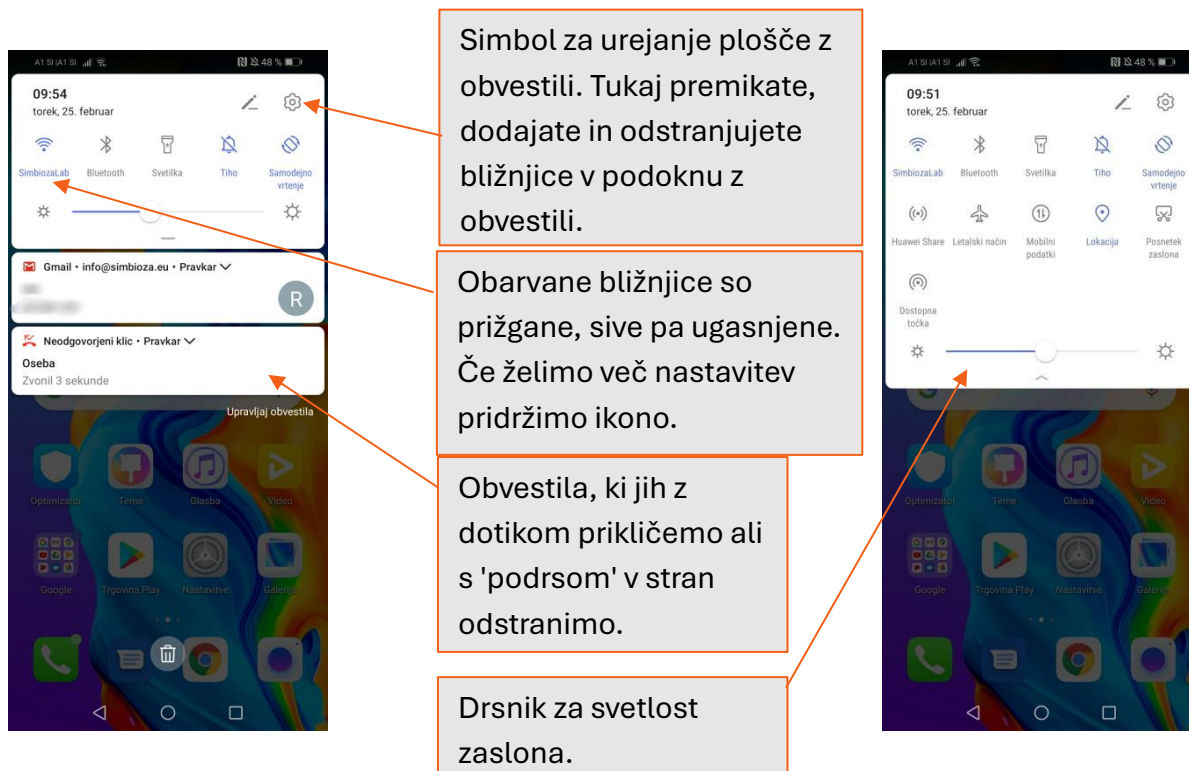 A1 SI |A1 SI
48 %
09:54
torek, 25. februar
SimbiozaLab
Bluetooth
Svetilka
Tiho
Samodejno
vrtenje
Gmail • info@simbioza.eu • Pravkar
R
Neodgovorjeni klic • Pravkar
Oseba
Zvonil 3 sekunde
Upravljaj obvestila
Optimizator
Teme
Glasba
Video
Google
Trgovina Play
Nastavitve
Galerija
Simbol za urejanje plošče z
obvestili. Tukaj premikate,
dodajate in odstranjujete
bližnjice v podoknu z
obvestili.
Obarvane bližnjice so
prižgane, sive pa ugasnjene.
Če želimo več nastavitev
pridržimo ikono.
Obvestila, ki jih z
dotikom prikličemo ali
s 'podrsom' v stran
odstranimo.
Drsnik za svetlost
zaslona.
A1 SI |A1 SI
48 %
09:51
torek, 25. februar
SimbiozaLab
Bluetooth
Svetilka
Tiho
Samodejno
vrtenje
Huawei Share
Letalski način
Mobilni
podatki
Lokacija
Posnetek
zaslona
Dostopna
točka
Optimizator
Teme
Glasba
Video
Google
Trgovina Play
Nastavitve
Galerija